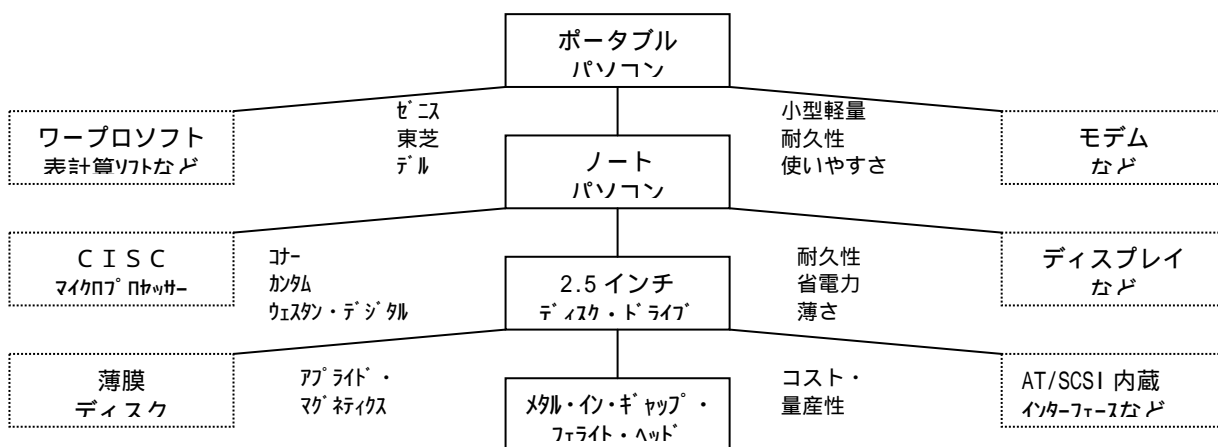 ポータブル
パソコン
ワープロソフト
表計算ｿﾌﾄなど
ｾﾞﾆｽ
東芝
ﾃﾞﾙ
小型軽量
耐久性
使いやすさ
モデム
など
ノート
パソコン
ＣＩＳＣ
ﾏｲｸﾛﾌﾟﾛｾｯｻｰ
ｺﾅｰ
ｶﾝﾀﾑ
ｳｪｽﾀﾝ・ﾃﾞｼﾞﾀﾙ
2.5 インチ
ﾃﾞｨｽｸ・ﾄﾞﾗｲﾌﾞ
耐久性
省電力
薄さ
ディスプレイ
など
薄膜
ディスク
ｱﾌﾟﾗｲﾄﾞ・
ﾏｸﾞﾈﾃｨｸｽ
ﾒﾀﾙ・ｲﾝ・ｷﾞｬｯﾌﾟ・
ﾌｪﾗｲﾄ・ﾍｯﾄﾞ
コスト・
量産性
AT/SCSI 内蔵
ｲﾝﾀｰﾌｪｰｽなど